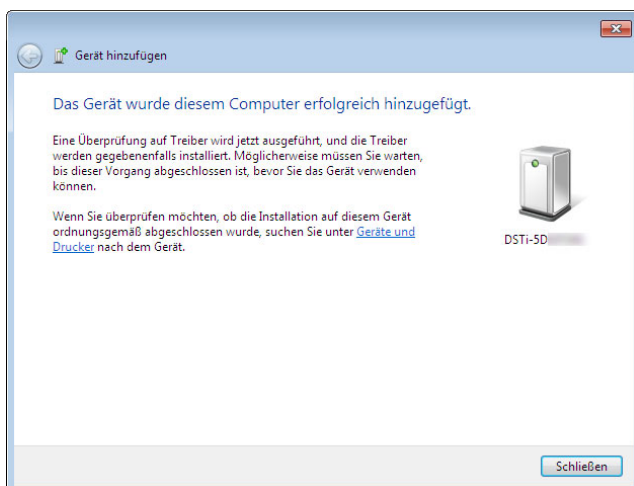 Gerät hinzufügen
Das Gerät wurde diesem Computer erfolgreich hinzugefügt.
Eine Überprüfung auf Treiber wird jetzt ausgeführt, und die Treiber
werden gegebenenfalls installiert. Möglicherweise müssen Sie warten,
bis dieser Vorgang abgeschlossen ist, bevor Sie das Gerät verwenden
können.
Wenn Sie überprüfen möchten, ob die Installation auf diesem Gerät
ordnungsgemäß abgeschlossen wurde, suchen Sie unter Geräte und
Drucker nach dem Gerät.
DSTi-5D
Schließen